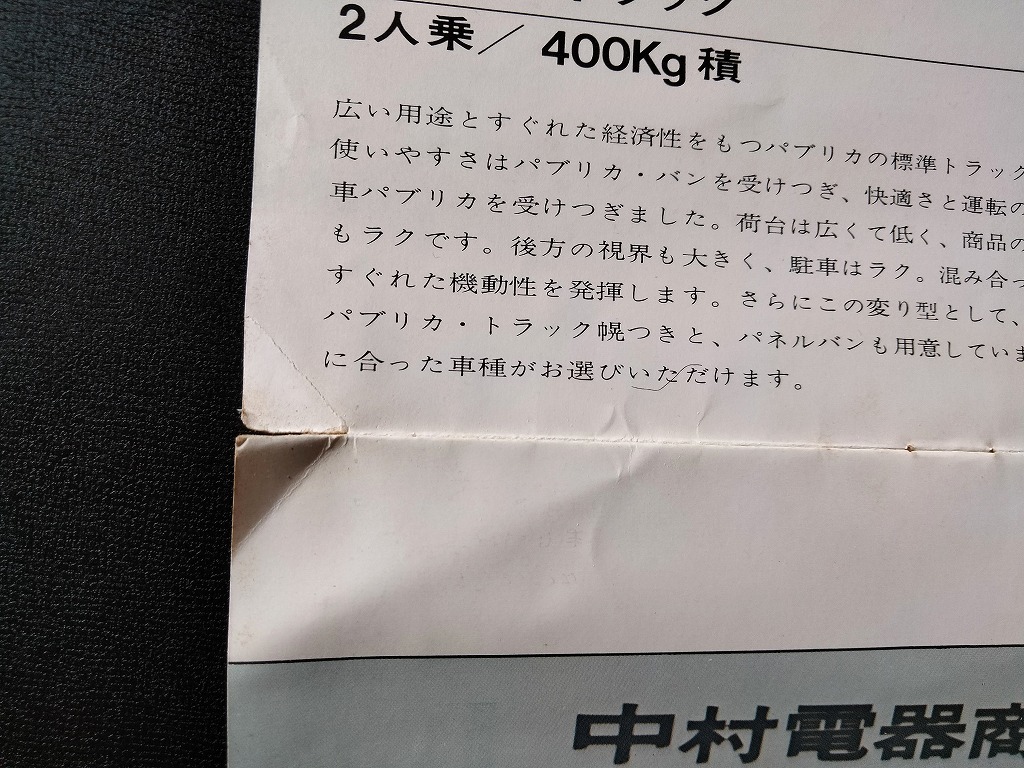 トラック
2人乗／ 400Kg積
広い用途とすぐれた経済性をもつパブリカの標準トラック
使いやすさはパブリカ・バンを受けつぎ、快適さと運転の
車パブリカを受けつぎました。荷台は広くて低く、商品の
もラクです。後方の視界も大きく、駐車はラク。混み合っ
すぐれた機動性を発揮します。さらにこの変り型として、
パブリカ・トラック幌つきと、パネルバンも用意していま
に合った車種がお選びいただけます。
中村電器商